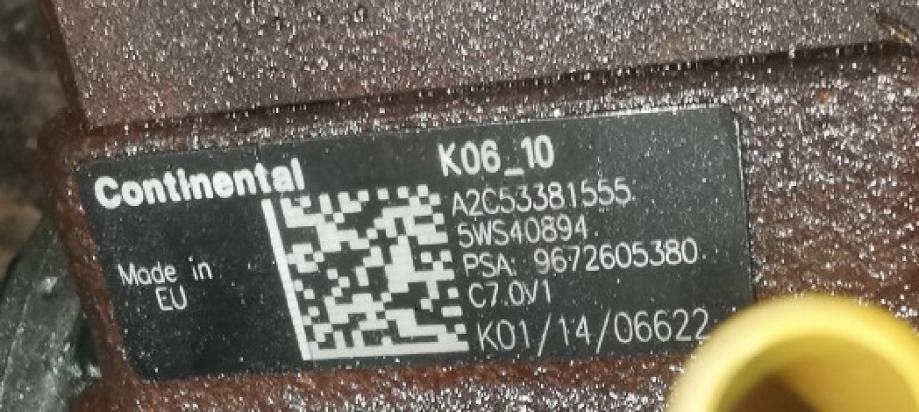 Continental
K06_10
A2C53381555
5WS40894
PSA: 9672605380
C7.0V1
K01/14/06622
Made in
EU